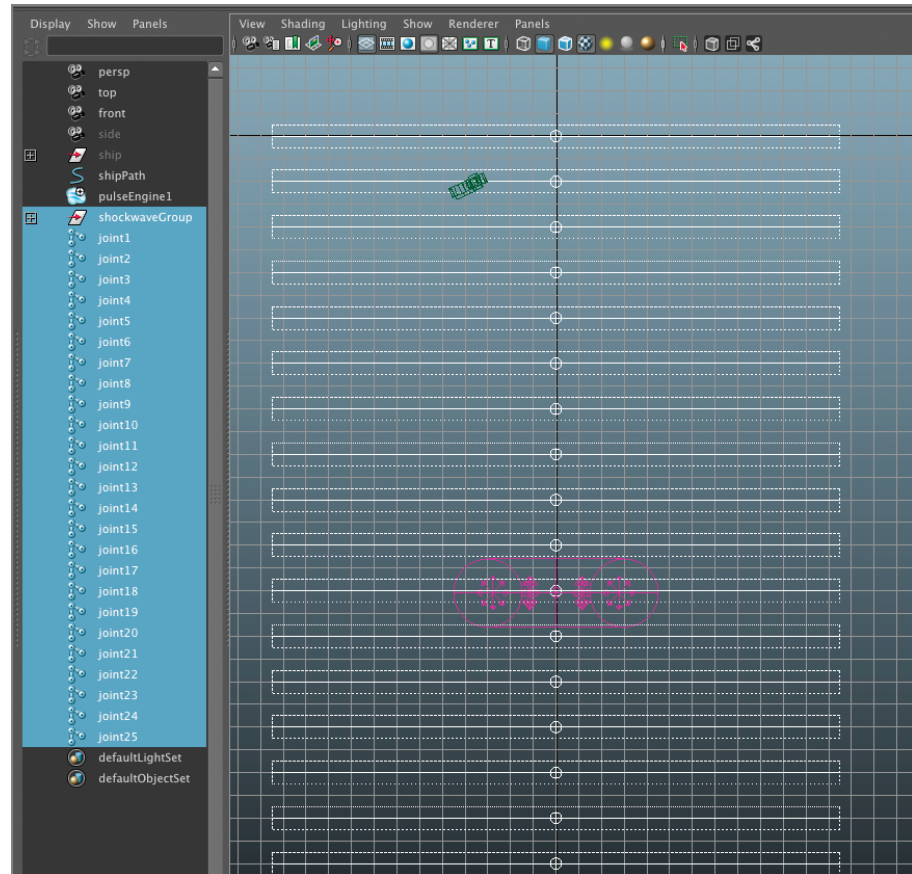 Display Show Panels
View Shading Lighting Show Renderer Panels
persp
top
front
side
ship
shipPath
pulseEngine1
shockwaveGroup
joint1
joint2
joint3
joint4
joint5
joint6
joint7
joint8
joint9
joint10
joint11
joint12
joint13
joint14
joint15
joint16
joint17
joint18
joint19
joint20
joint21
joint22
joint23
joint24
joint25
defaultLightSet
defaultObjectSet